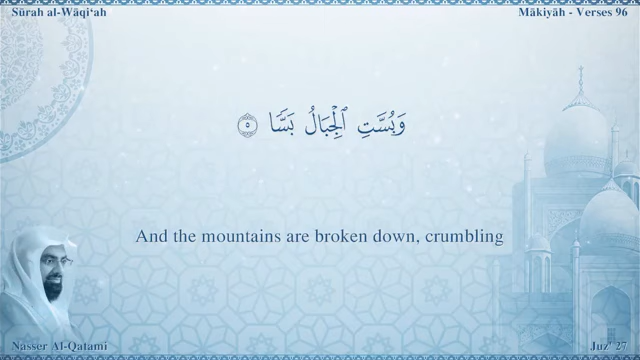 Sūrah al-Wāqi‘ah
Mākiyāh - Verses 96
وَبُسَّتِ ٱلْجِبَالُ بَسًّا ٥
And the mountains are broken down, crumbling
Nasser Al-Qatami
Juz' 27